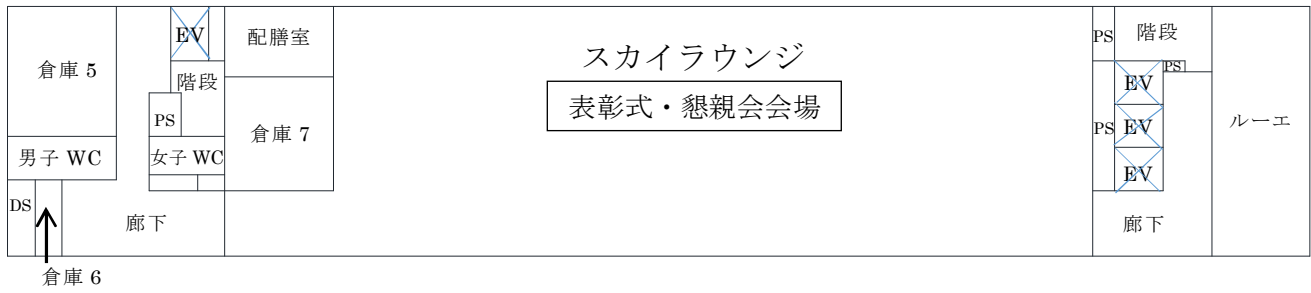 倉庫 5
EV
階段
PS
男子 WC
女子 WC
DS
廊下
倉庫 6
配膳室
倉庫 7
スカイラウンジ
表彰式・懇親会会場
PS
階段
PS
EV
PS
EV
EV
廊下
ルーエ